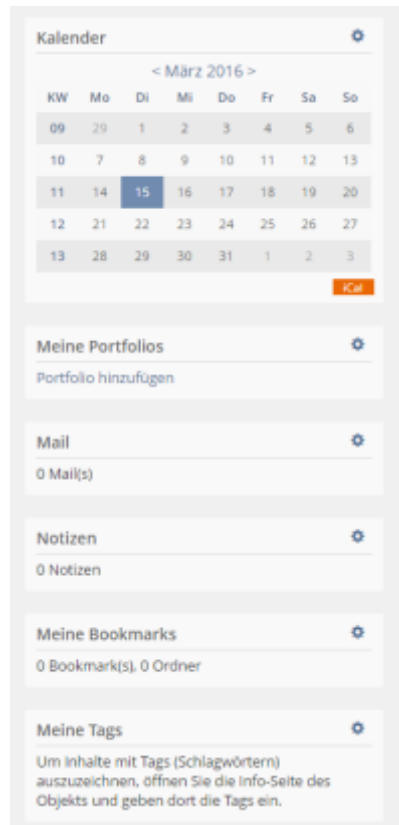 Kalender
< März 2016 >
KW Mo Di Mi Do Fr Sa So
09 29 1 2 3 4 5 6
10 7 8 9 10 11 12 13
11 14 15 16 17 18 19 20
12 21 22 23 24 25 26 27
13 28 29 30 31 1 2 3
iCal
Meine Portfolios
Portfolio hinzufügen
Mail
0 Mail(s)
Notizen
0 Notizen
Meine Bookmarks
0 Bookmark(s), 0 Ordner
Meine Tags
Um Inhalte mit Tags (Schlagwörtern)
auszuzeichnen, öffnen Sie die Info-Seite des
Objekts und geben dort die Tags ein.